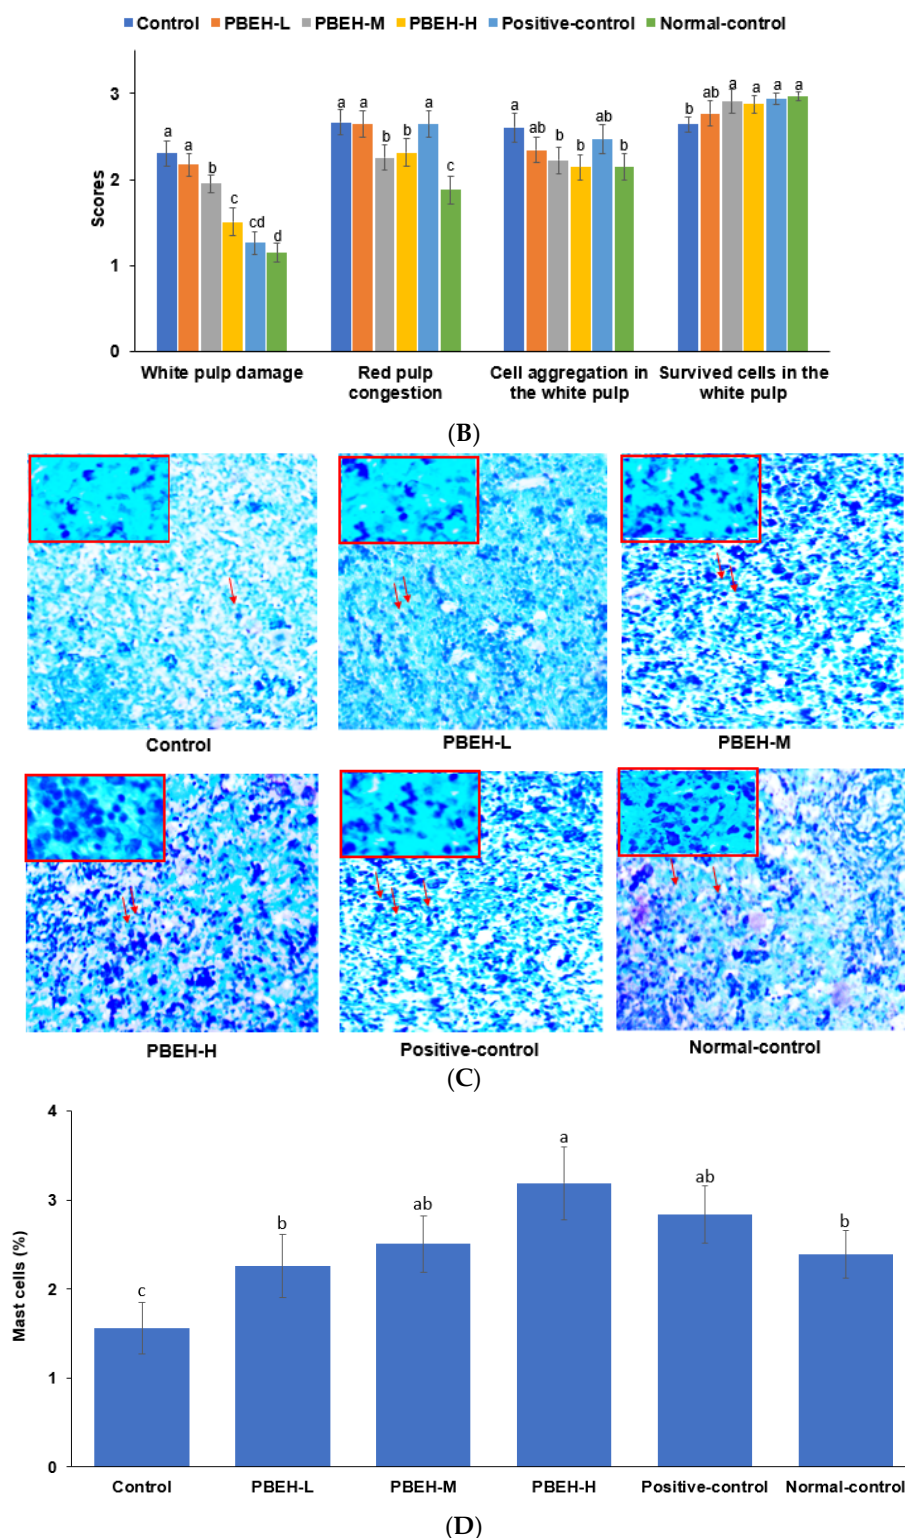 Control PBEH-L PBEH-M PBEH-H Positive-control Normal-control
3
2
1
0
Scores
a a b c cd d
a a b b a c
a ab b b ab b
b ab a a a a
White pulp damage
Red pulp congestion
Cell aggregation in the white pulp
Survived cells in the white pulp
(B)
Control
PBEH-L
PBEH-M
PBEH-H
Positive-control
Normal-control
(C)
4
3
2
1
0
Mast cells (%)
c b ab a ab b
Control PBEH-L PBEH-M PBEH-H Positive-control Normal-control
(D)